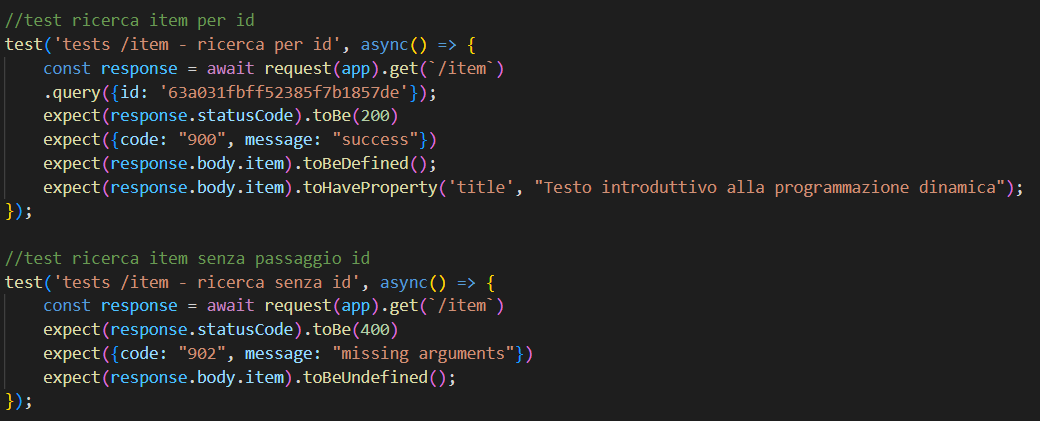 //test ricerca item per id
test('tests /item - ricerca per id', async() => {
    const response = await request(app).get(`/item`)
    .query({id: '63a031fbff52385f7b1857de'});
    expect(response.statusCode).toBe(200)
    expect({code: "900", message: "success"})
    expect(response.body.item).toBeDefined();
    expect(response.body.item).toHaveProperty('title', "Testo introduttivo alla programmazione dinamica");
});

//test ricerca item senza passaggio id
test('tests /item - ricerca senza id', async() => {
    const response = await request(app).get(`/item`)
    expect(response.statusCode).toBe(400)
    expect({code: "902", message: "missing arguments"})
    expect(response.body.item).toBeUndefined();
});